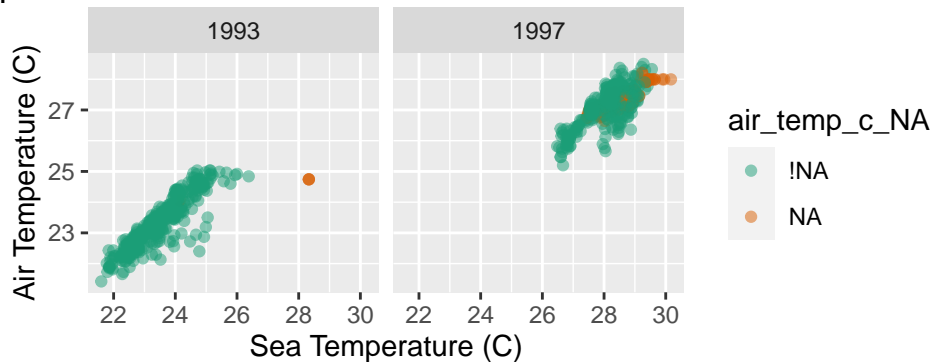 1993 1997
Air Temperature (C)
27
25
23
22 24 26 28 30 22 24 26 28 30
Sea Temperature (C)
air_temp_c_NA
!NA
NA